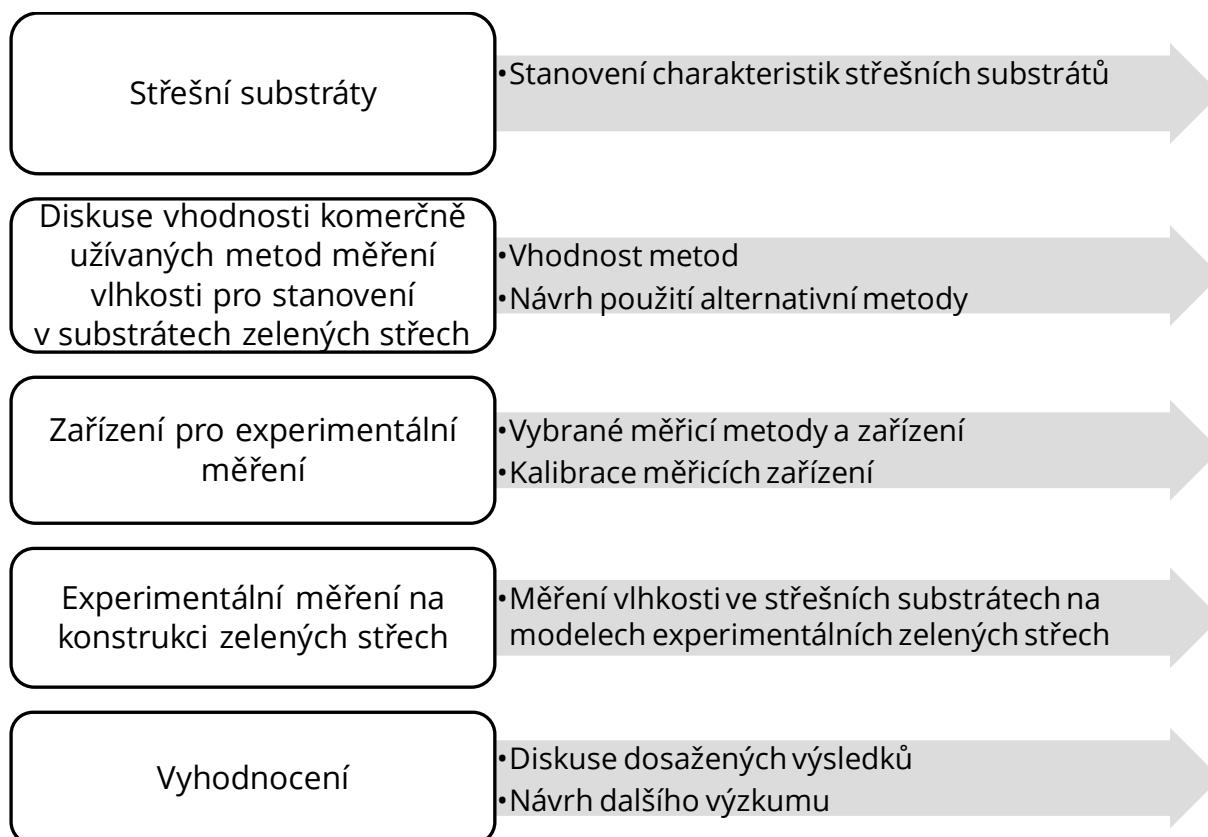 Střešní substráty
•Stanovení charakteristik střešních substrátů
Diskuse vhodnosti komerčně
užívaných metod měření
vlhkosti pro stanovení
v substrátech zelených střech
•Vhodnost metod
•Návrh použití alternativní metody
Zařízení pro experimentální
měření
•Vybrané měřicí metody a zařízení
•Kalibrace měřicích zařízení
Experimentální měření na
konstrukci zelených střech
•Měření vlhkosti ve střešních substrátech na
modelech experimentálních zelených střech
Vyhodnocení
•Diskuse dosažených výsledků
•Návrh dalšího výzkumu